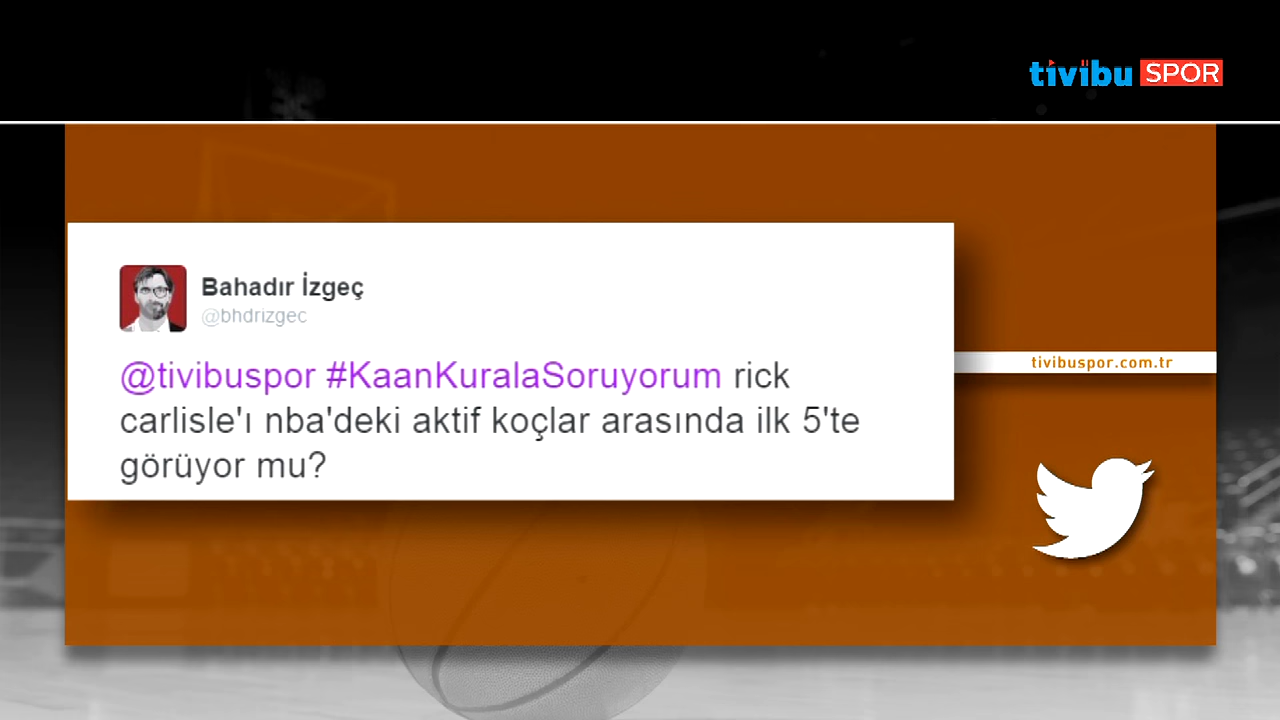 tivibu SPOR
Bahadır İzgeç
@bhdrizgec
@tivibuspor #KaanKuralaSoruyorum rick
carlisle'ı nba'deki aktif koçlar arasında ilk 5'te
görüyor mu?
tivibuspor.com.tr